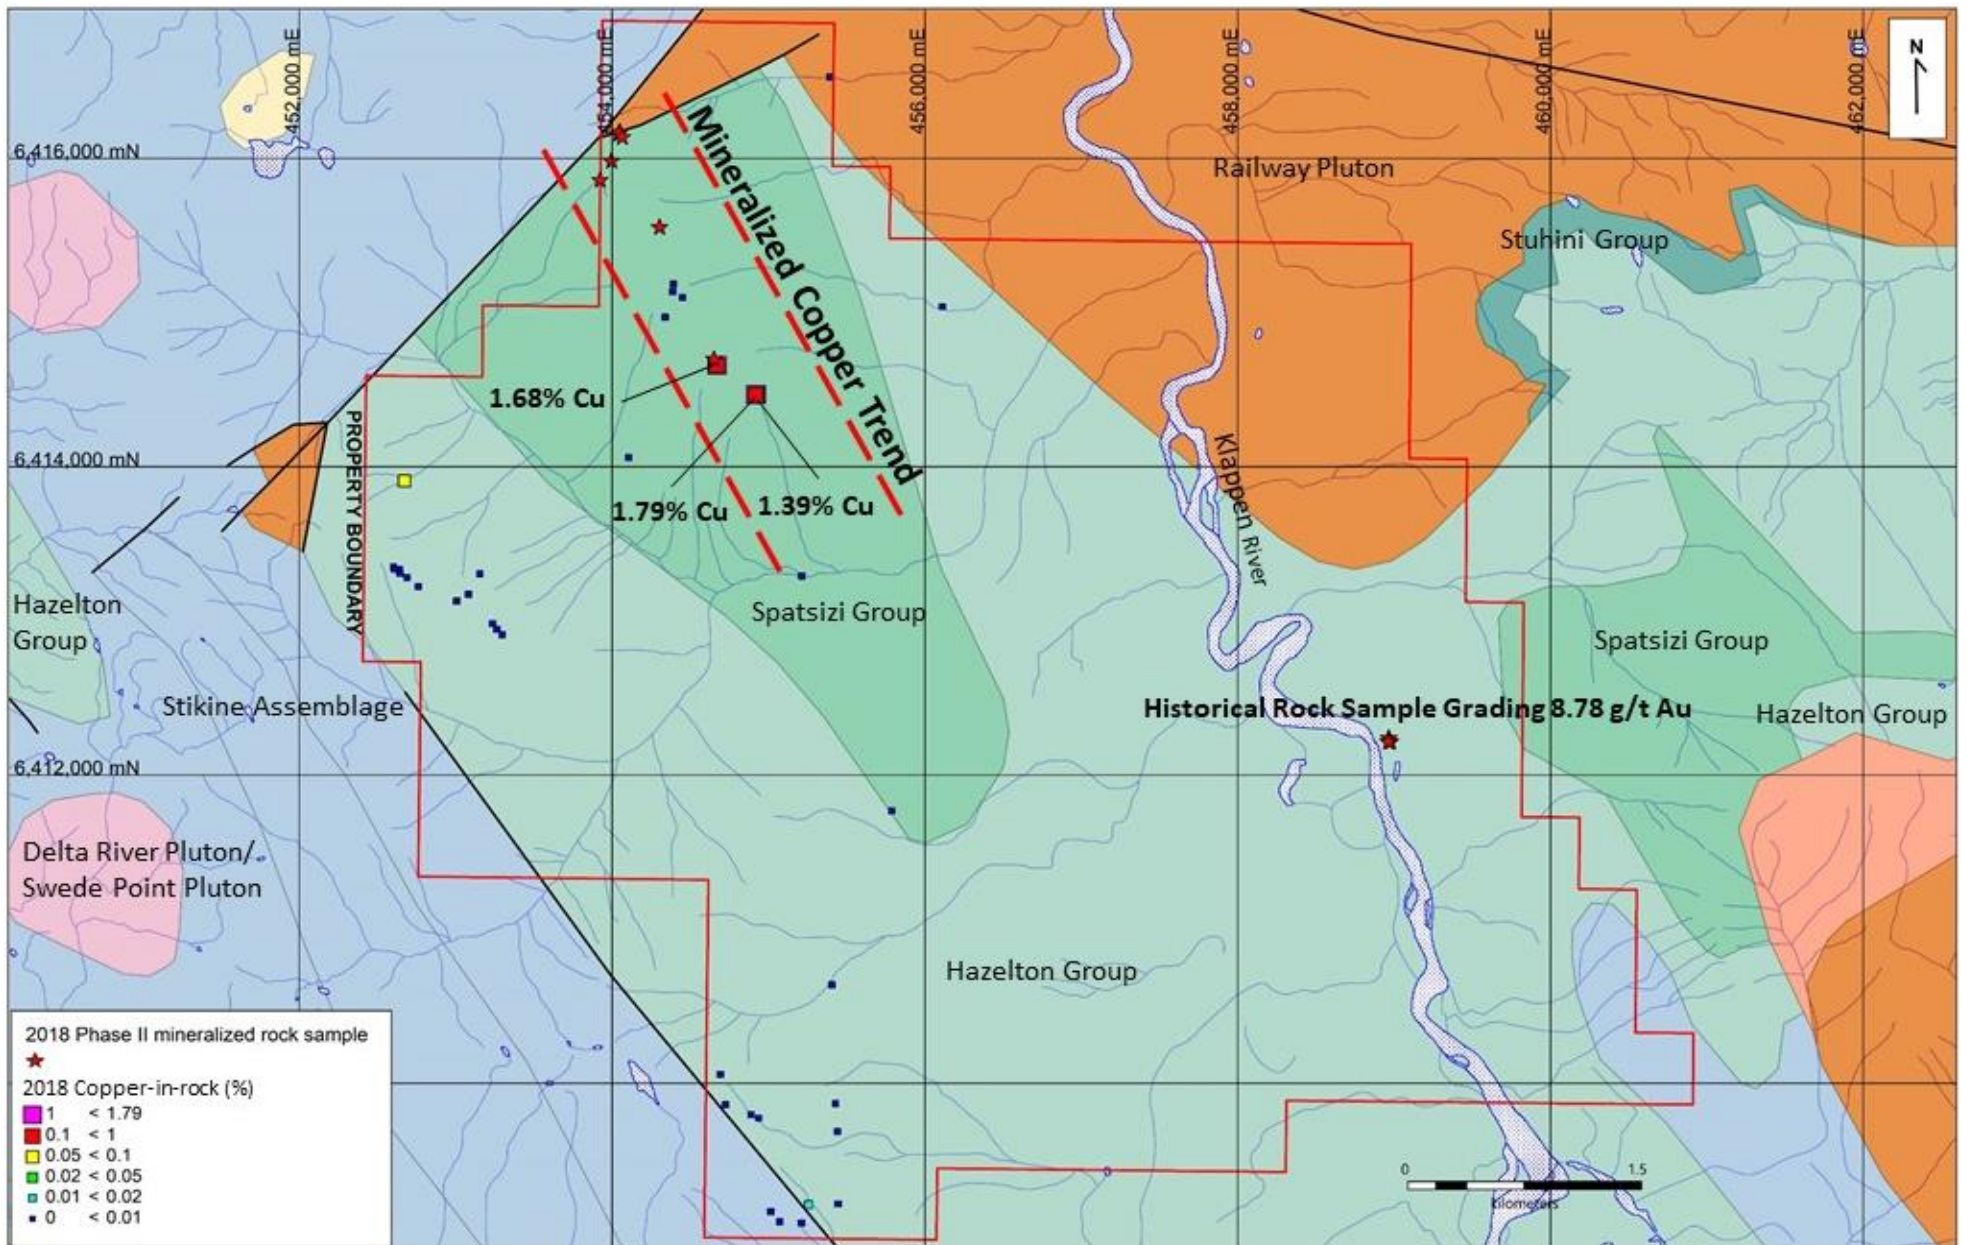 452,000 mE
454,000 mE
456,000 mE
458,000 mE
460,000 mE
462,000 mE
N
6,416,000 mN
Mineralized Copper Trend
Railway Pluton
Stuhini Group
1.68% Cu
PROPERTY BOUNDARY
6,414,000 mN
Klappen River
1.79% Cu
1.39% Cu
Hazelton
Group
Spatsizi Group
Spatsizi Group
Stikine Assemblage
Historical Rock Sample Grading 8.78 g/t Au
Hazelton Group
6,412,000 mN
Delta River Pluton/
Swede Point Pluton
Hazelton Group
2018 Phase II mineralized rock sample
2018 Copper-in-rock (%)
1 < 1.79
0.1 < 1
0.05 < 0.1
0.02 < 0.05
0.01 < 0.02
0 < 0.01
0 1.5
kilometers